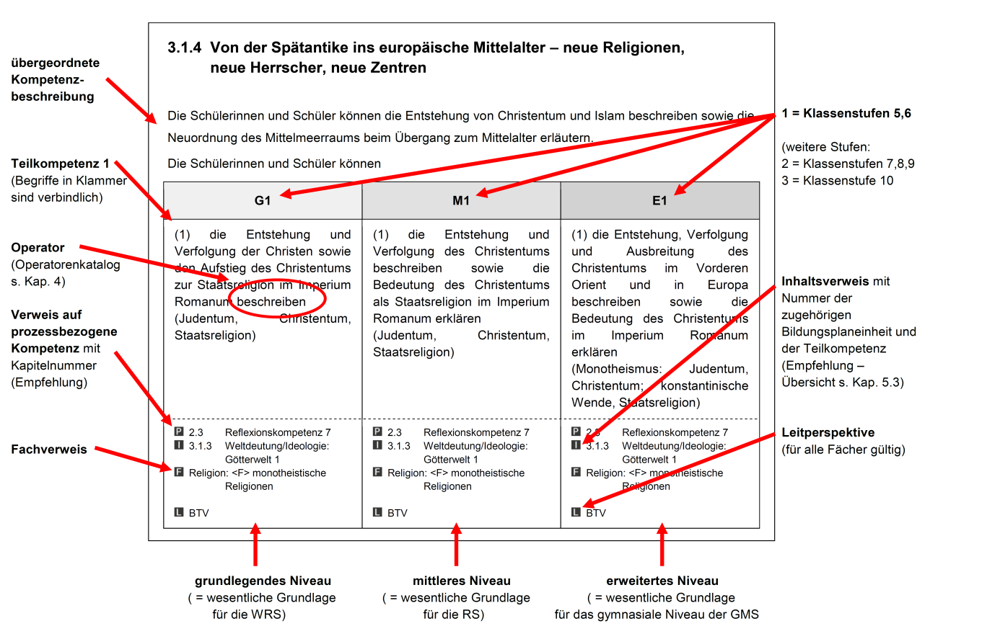 3.1.4 Von der Spätantike ins europäische Mittelalter – neue Religionen,
neue Herrscher, neue Zentren
übergeordnete
Kompetenz-
beschreibung
Die Schülerinnen und Schüler können die Entstehung von Christentum und Islam beschreiben sowie die
Neuordnung des Mittelmeerraums beim Übergang zum Mittelalter erläutern.
Die Schülerinnen und Schüler können
1 = Klassenstufen 5,6
(weitere Stufen:
2 = Klassenstufen 7,8,9
3 = Klassenstufe 10
Teilkompetenz 1
(Begriffe in Klammer
sind verbindlich)
Operator
(Operatorenkatalog
s. Kap. 4)
Verweis auf
prozessbezogene
Kompetenz mit
Kapitelnummer
(Empfehlung)
Fachverweis
G1
(1) die Entstehung und
Verfolgung der Christen sowie
den Aufstieg des Christentums
zur Staatsreligion im Imperium
Romanum beschreiben
(Judentum, Christentum,
Staatsreligion)
P 2.3 Reflexionskompetenz 7
I 3.1.3 Weltdeutung/Ideologie:
Götterwelt 1
F Religion: <F> monotheistische
Religionen
L BTV
M1
(1) die Entstehung und
Verfolgung des Christentums
beschreiben sowie die
Bedeutung des Christentums
als Staatsreligion im Imperium
Romanum erklären
(Judentum, Christentum,
Staatsreligion)
P 2.3 Reflexionskompetenz 7
I 3.1.3 Weltdeutung/Ideologie:
Götterwelt 1
F Religion: <F> monotheistische
Religionen
L BTV
E1
(1) die Entstehung, Verfolgung
und Ausbreitung des
Christentums im Vorderen
Orient und in Europa
beschreiben sowie die
Bedeutung des Christentums
im Imperium Romanum
erklären
(Monotheismus: Judentum,
Christentum; konstantinische
Wende, Staatsreligion)
P 2.3 Reflexionskompetenz 7
I 3.1.3 Weltdeutung/Ideologie:
Götterwelt 1
F Religion: <F> monotheistische
Religionen
L BTV
Inhaltsverweis mit
Nummer der
zugehörigen
Bildungsplaneinheit und
der Teilkompetenz
(Empfehlung –
Übersicht s. Kap. 5.3)
Leitperspektive
(für alle Fächer gültig)
grundlegendes Niveau
( = wesentliche Grundlage
für die WRS)
mittleres Niveau
( = wesentliche Grundlage
für die RS)
erweitertes Niveau
( = wesentliche Grundlage
für das gymnasiale Niveau der GMS